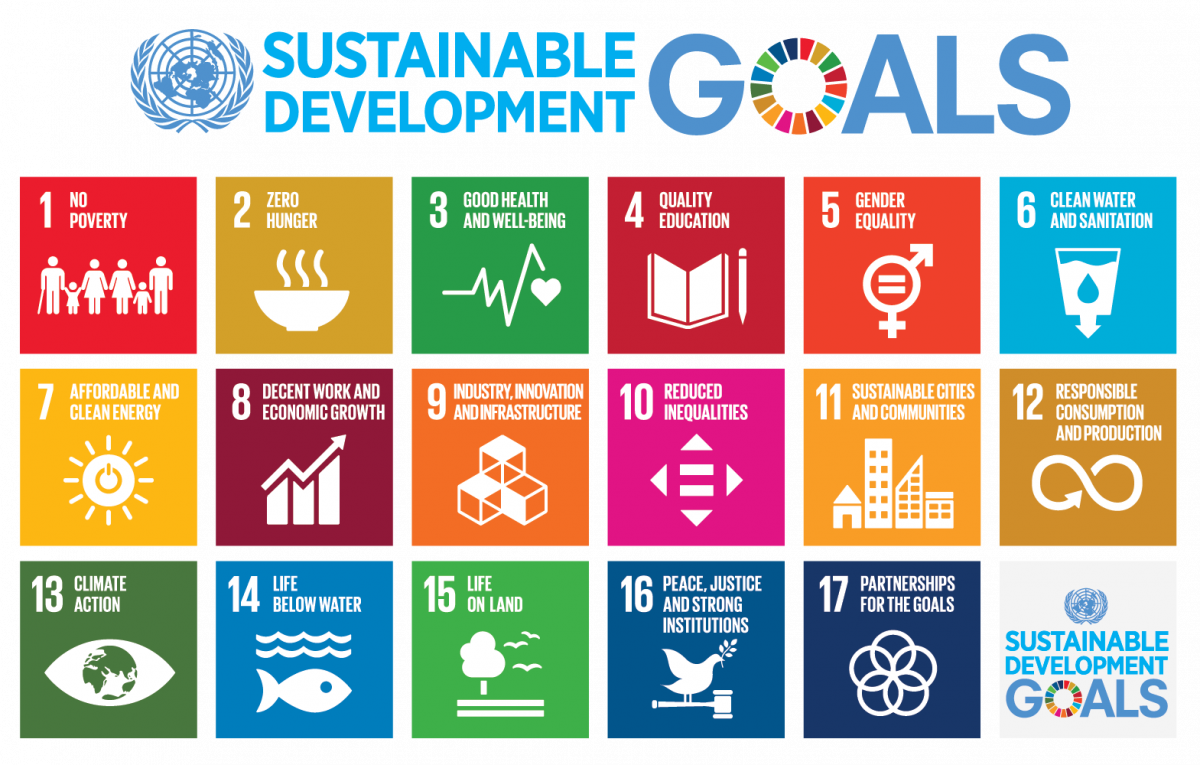 SUSTAINABLE
DEVELOPMENT
GOALS
1 NO
POVERTY
2 ZERO
HUNGER
3 GOOD HEALTH
AND WELL-BEING
4 QUALITY
EDUCATION
5 GENDER
EQUALITY
6 CLEAN WATER
AND SANITATION
7 AFFORDABLE AND
CLEAN ENERGY
8 DECENT WORK AND
ECONOMIC GROWTH
9 INDUSTRY, INNOVATION
AND INFRASTRUCTURE
10 REDUCED
INEQUALITIES
11 SUSTAINABLE CITIES
AND COMMUNITIES
12 RESPONSIBLE
CONSUMPTION
AND PRODUCTION
13 CLIMATE
ACTION
14 LIFE
BELOW WATER
15 LIFE
ON LAND
16 PEACE, JUSTICE
AND STRONG
INSTITUTIONS
17 PARTNERSHIPS
FOR THE GOALS
SUSTAINABLE
DEVELOPMENT
GOALS